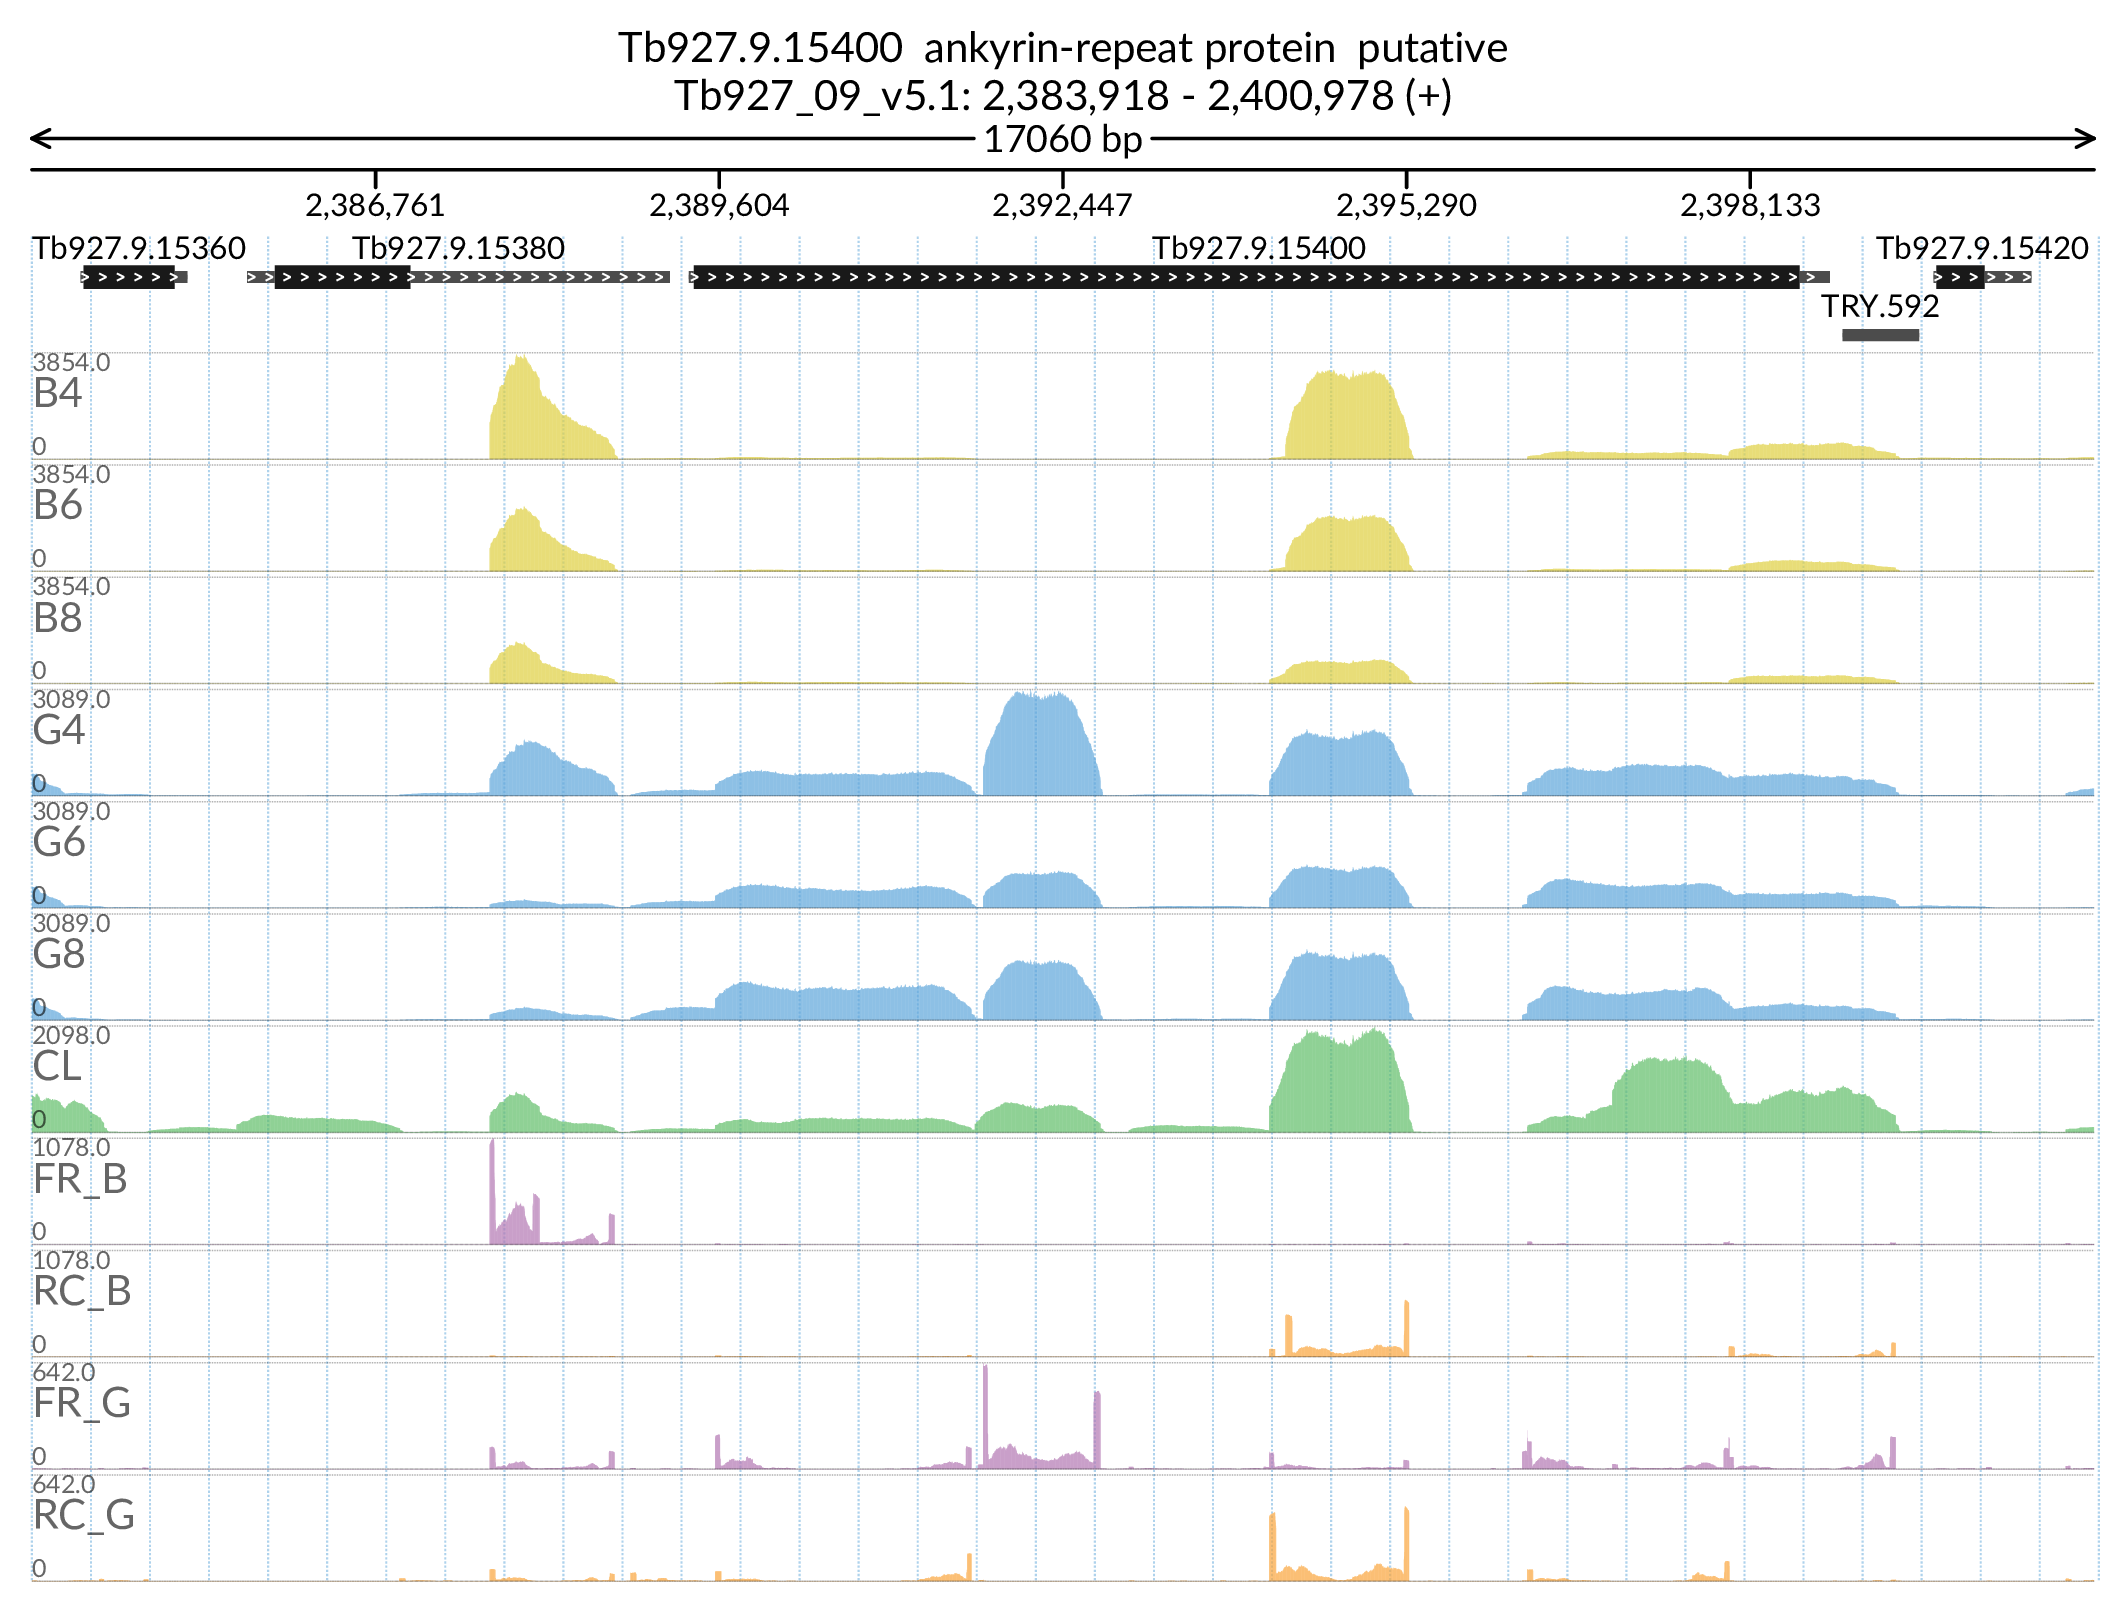 Tb927.9.15400 ankyrin-repeat protein putative
Tb927_09_v5.1: 2,383,918 - 2,400,978 (+)
17060 bp
2,386,761 2,389,604 2,392,447 2,395,290 2,398,133
Tb927.9.15360 Tb927.9.15380 Tb927.9.15400 Tb927.9.15420
TRY.592
3854.0
B4
0
3854.0
B6
0
3854.0
B8
0
3089.0
G4
0
3089.0
G6
0
3089.0
G8
0
2098.0
CL
0
1078.0
FR_B
0
1078.0
RC_B
0
642.0
FR_G
0
642.0
RC_G
0